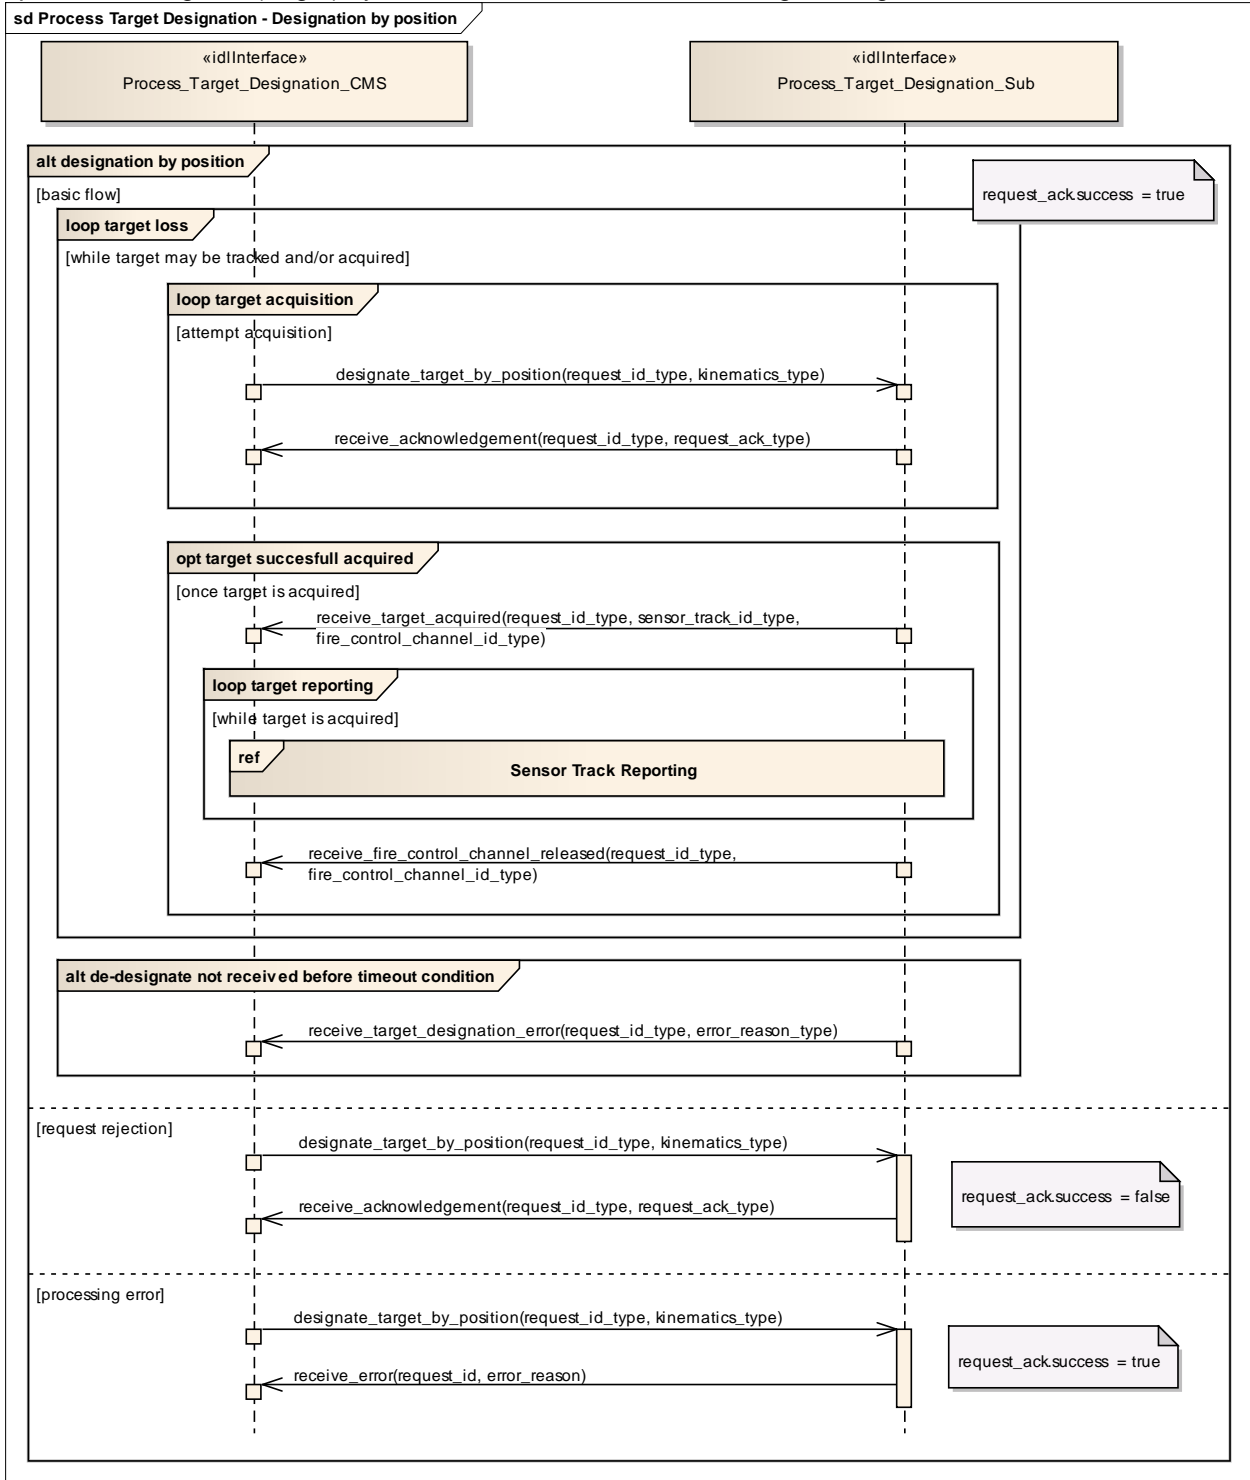 sd Process Target Designation - Designation by position
«idlInterface»
Process_Target_Designation_CMS
«idlInterface»
Process_Target_Designation_Sub
alt designation by position
[basic flow]
request_ack.success = true
loop target loss
[while target may be tracked and/or acquired]
loop target acquisition
[attempt acquisition]
designate_target_by_position(request_id_type, kinematics_type)
receive_acknowledgement(request_id_type, request_ack_type)
opt target succesfull acquired
[once target is acquired]
receive_target_acquired(request_id_type, sensor_track_id_type,
fire_control_channel_id_type)
loop target reporting
[while target is acquired]
ref
Sensor Track Reporting
receive_fire_control_channel_released(request_id_type,
fire_control_channel_id_type)
alt de-designate not received before timeout condition
receive_target_designation_error(request_id_type, error_reason_type)
[request rejection]
designate_target_by_position(request_id_type, kinematics_type)
receive_acknowledgement(request_id_type, request_ack_type)
request_ack.success = false
[processing error]
designate_target_by_position(request_id_type, kinematics_type)
receive_error(request_id, error_reason)
request_ack.success = true